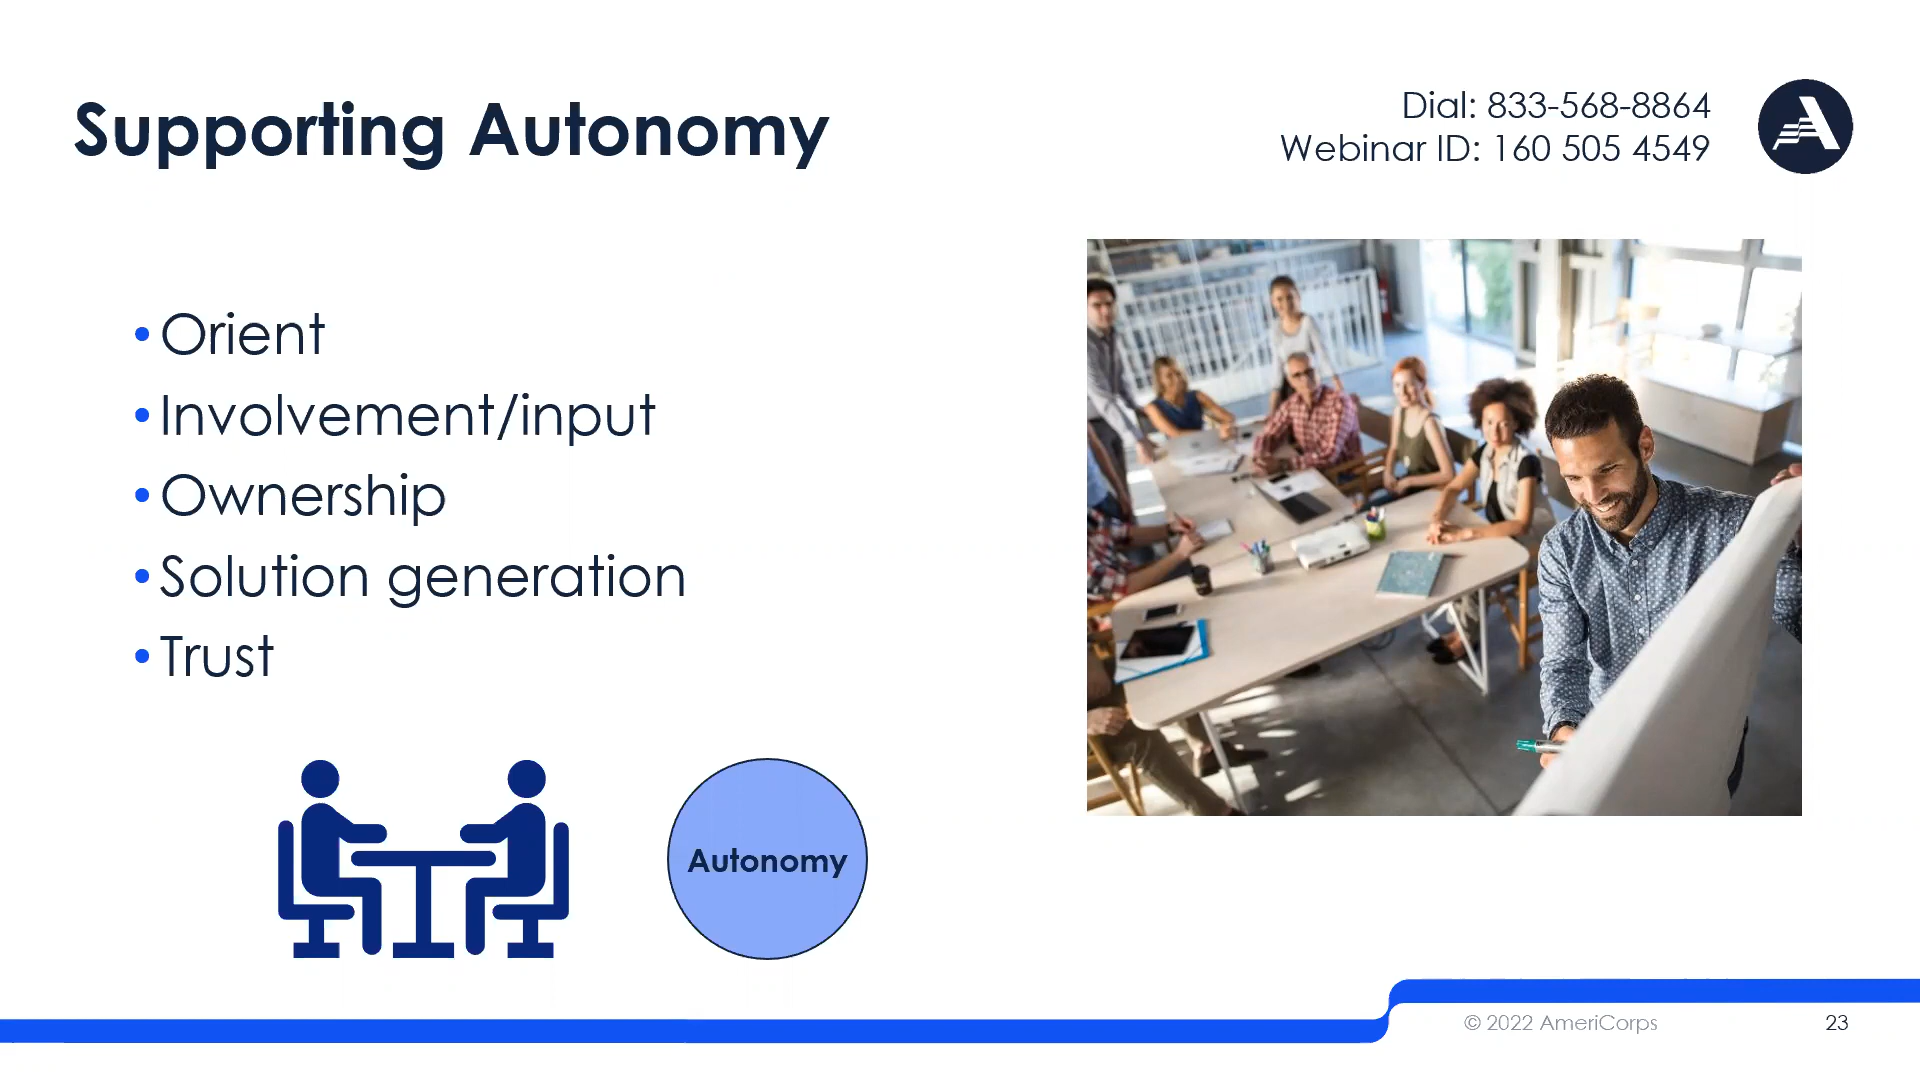 Supporting Autonomy
Dial: 833-568-8864
Webinar ID: 160 505 4549
• Orient
• Involvement/input
• Ownership
• Solution generation
• Trust
Autonomy
© 2022 AmeriCorps
23